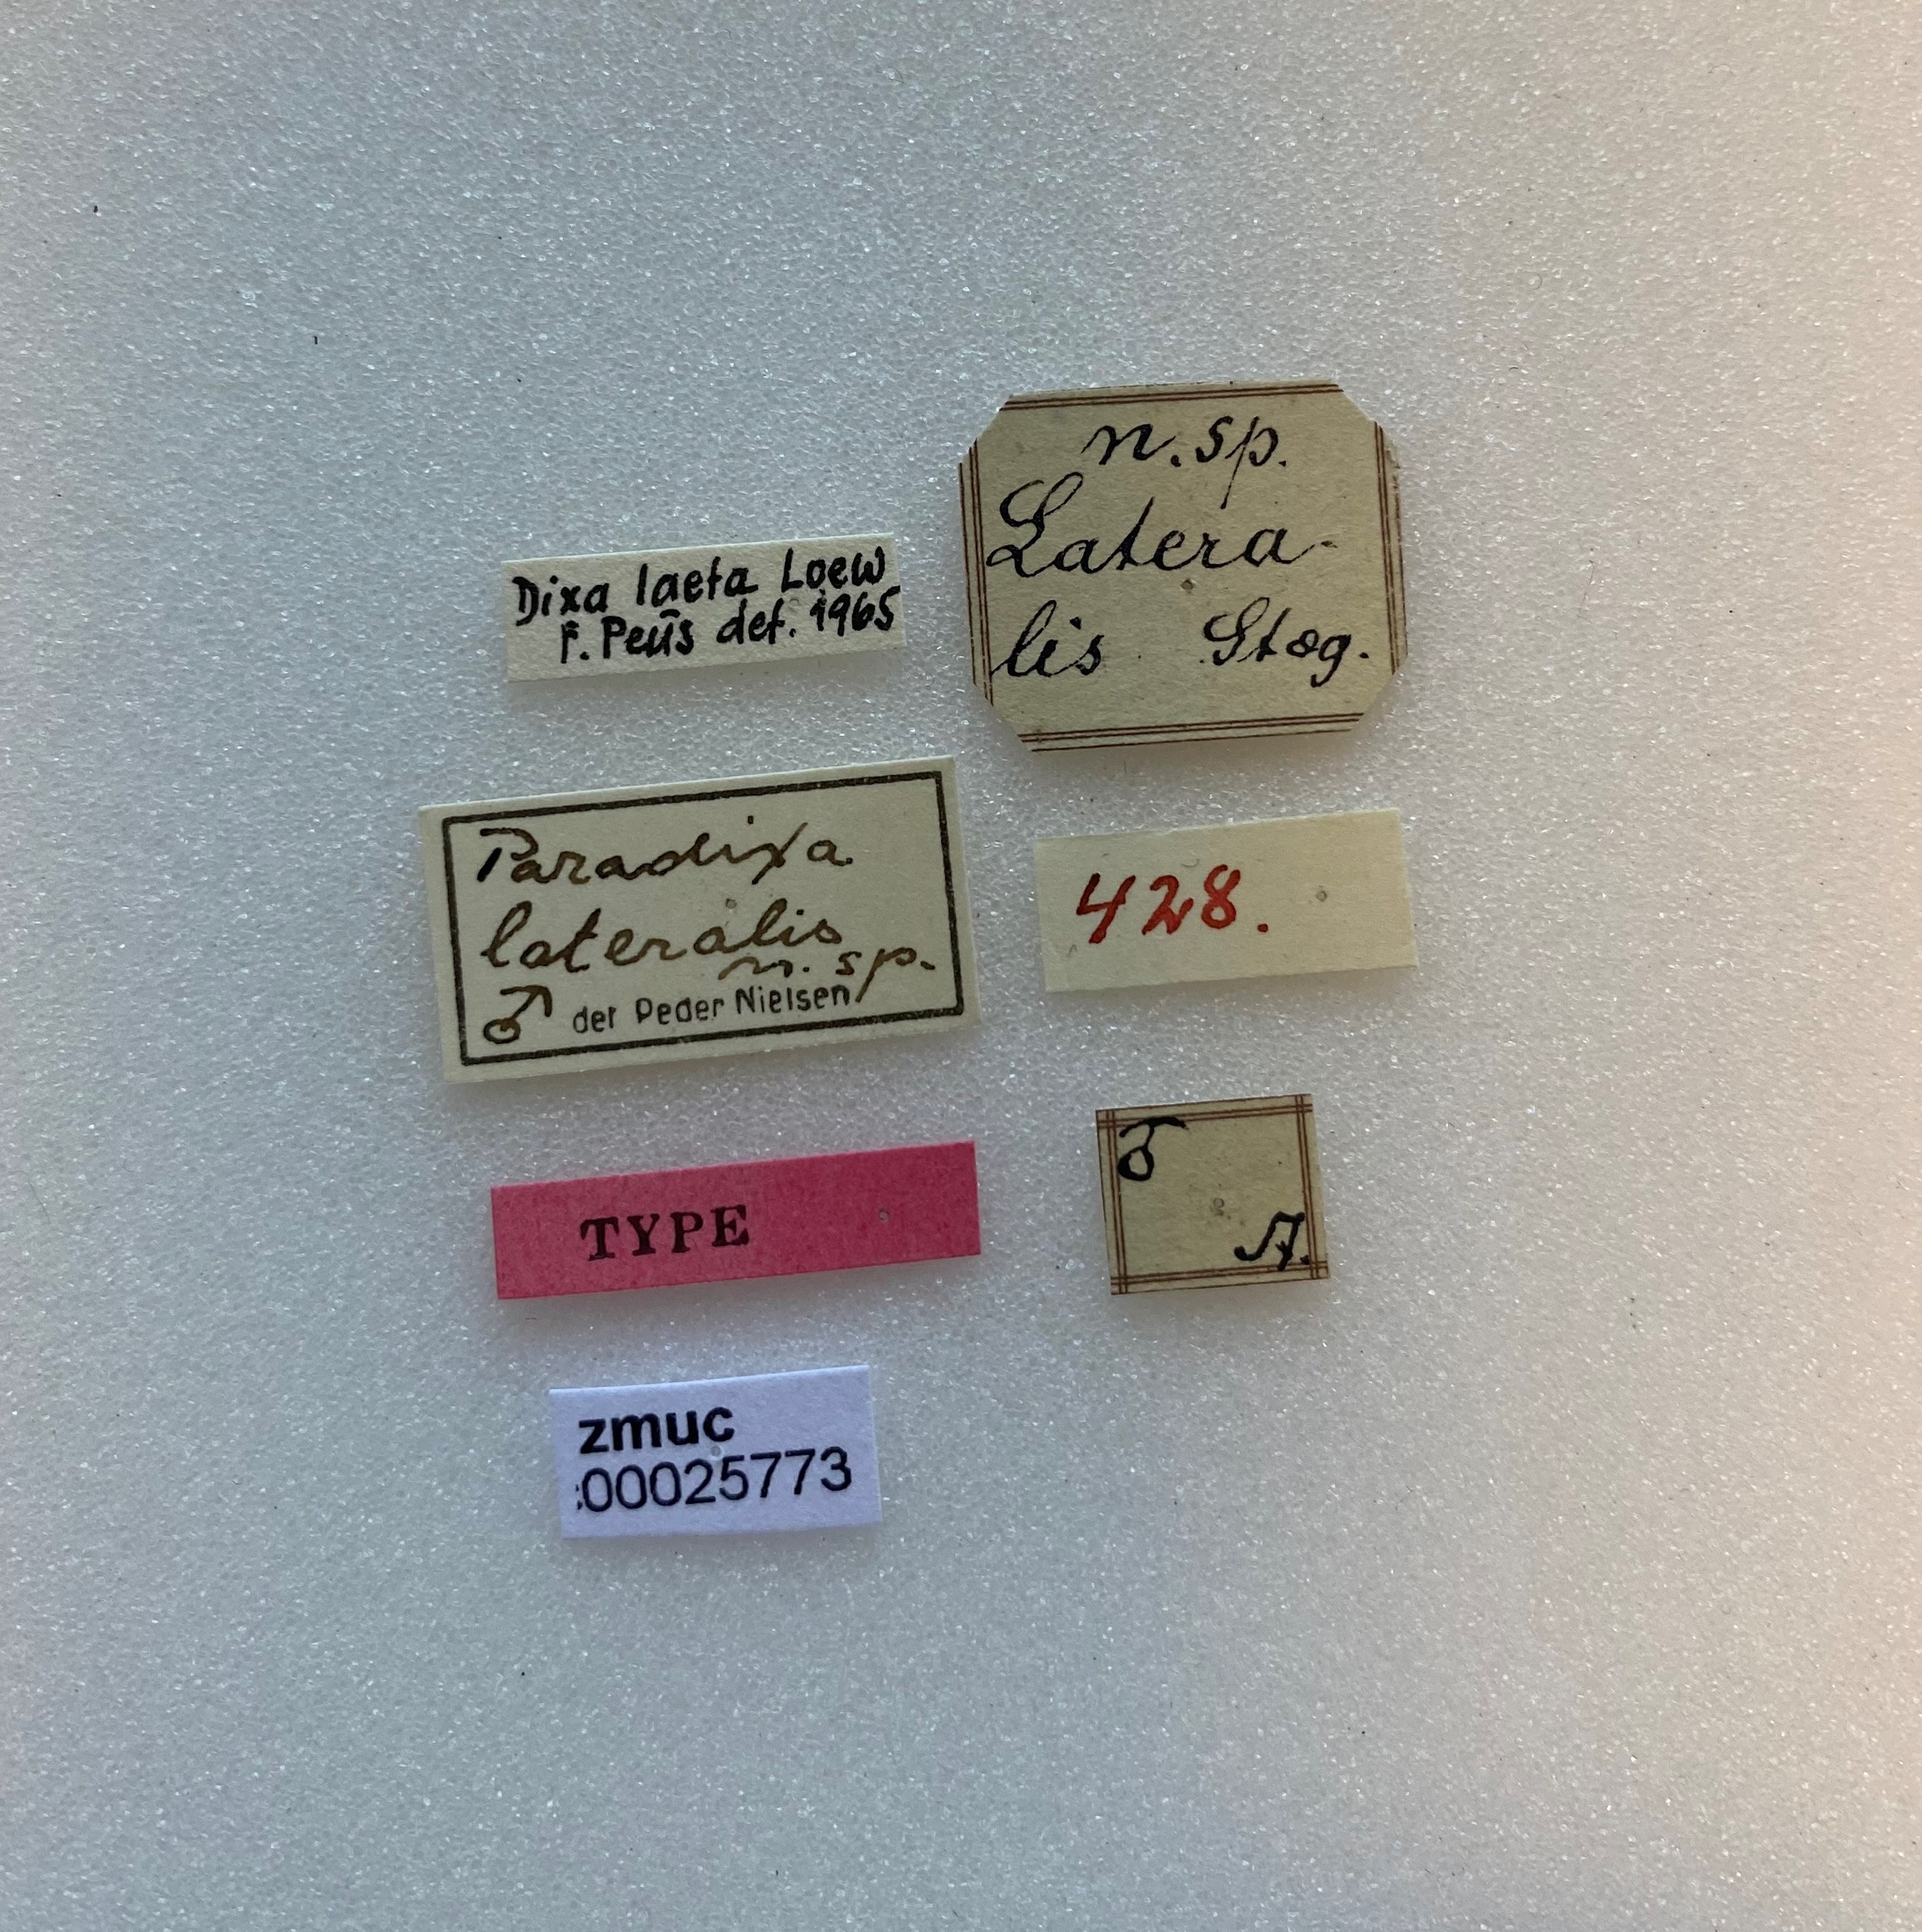 Dixa laeta Loew
F. Peūs det. 1965
n. sp.
Latera-
lis Stæg.
Paradixa
lateralis
n. sp.
♂ det Peder Nielsen
428.
TYPE
♂
zmuc
00025773